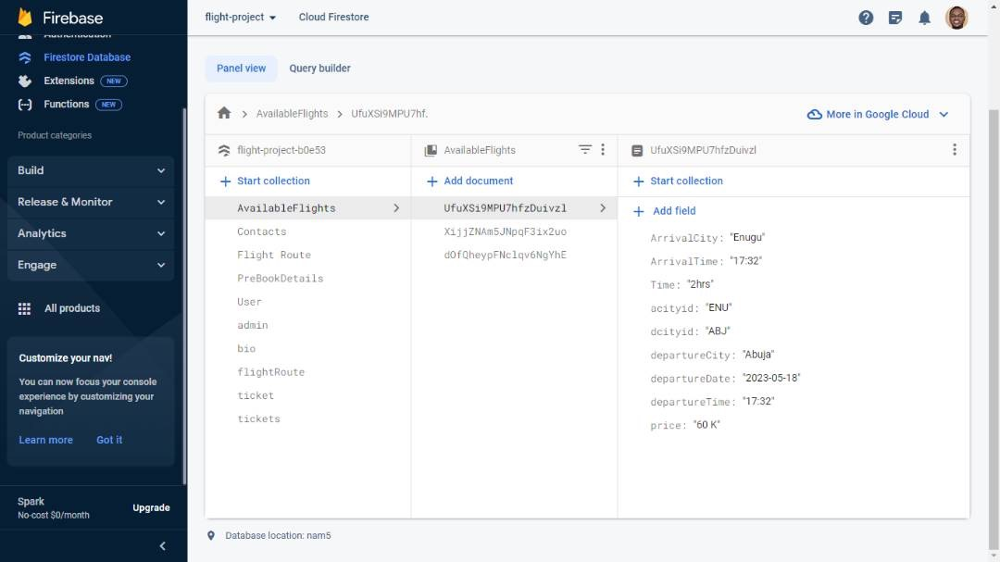 Firebase
flight-project
Cloud Firestore
Authentication
Firestore Database
Extensions NEW
Functions NEW
Product categories
Build
Release & Monitor
Analytics
Engage
All products
Customize your nav!
You can now focus your console
experience by customizing your
navigation
Learn more Got it
Spark
No-cost $0/month
Upgrade
Panel view Query builder
AvailableFlights UfuXSi9MPU7hf.
More in Google Cloud
flight-project-b0e53
Start collection
AvailableFlights
Contacts
Flight Route
PreBookDetails
User
admin
bio
flightRoute
ticket
tickets
AvailableFlights
Add document
UfuXSi9MPU7hfzDuivzl
XijjZNAm5JNpqF3ix2uo
dOfQheypFNclqv6NgYhE
UfuXSi9MPU7hfzDuivzl
Start collection
Add field
ArrivalCity: "Enugu"
ArrivalTime: "17:32"
Time: "2hrs"
acityid: "ENU"
dcityid: "ABJ"
departureCity: "Abuja"
departureDate: "2023-05-18"
departureTime: "17:32"
price: "60 K"
Database location: nam5